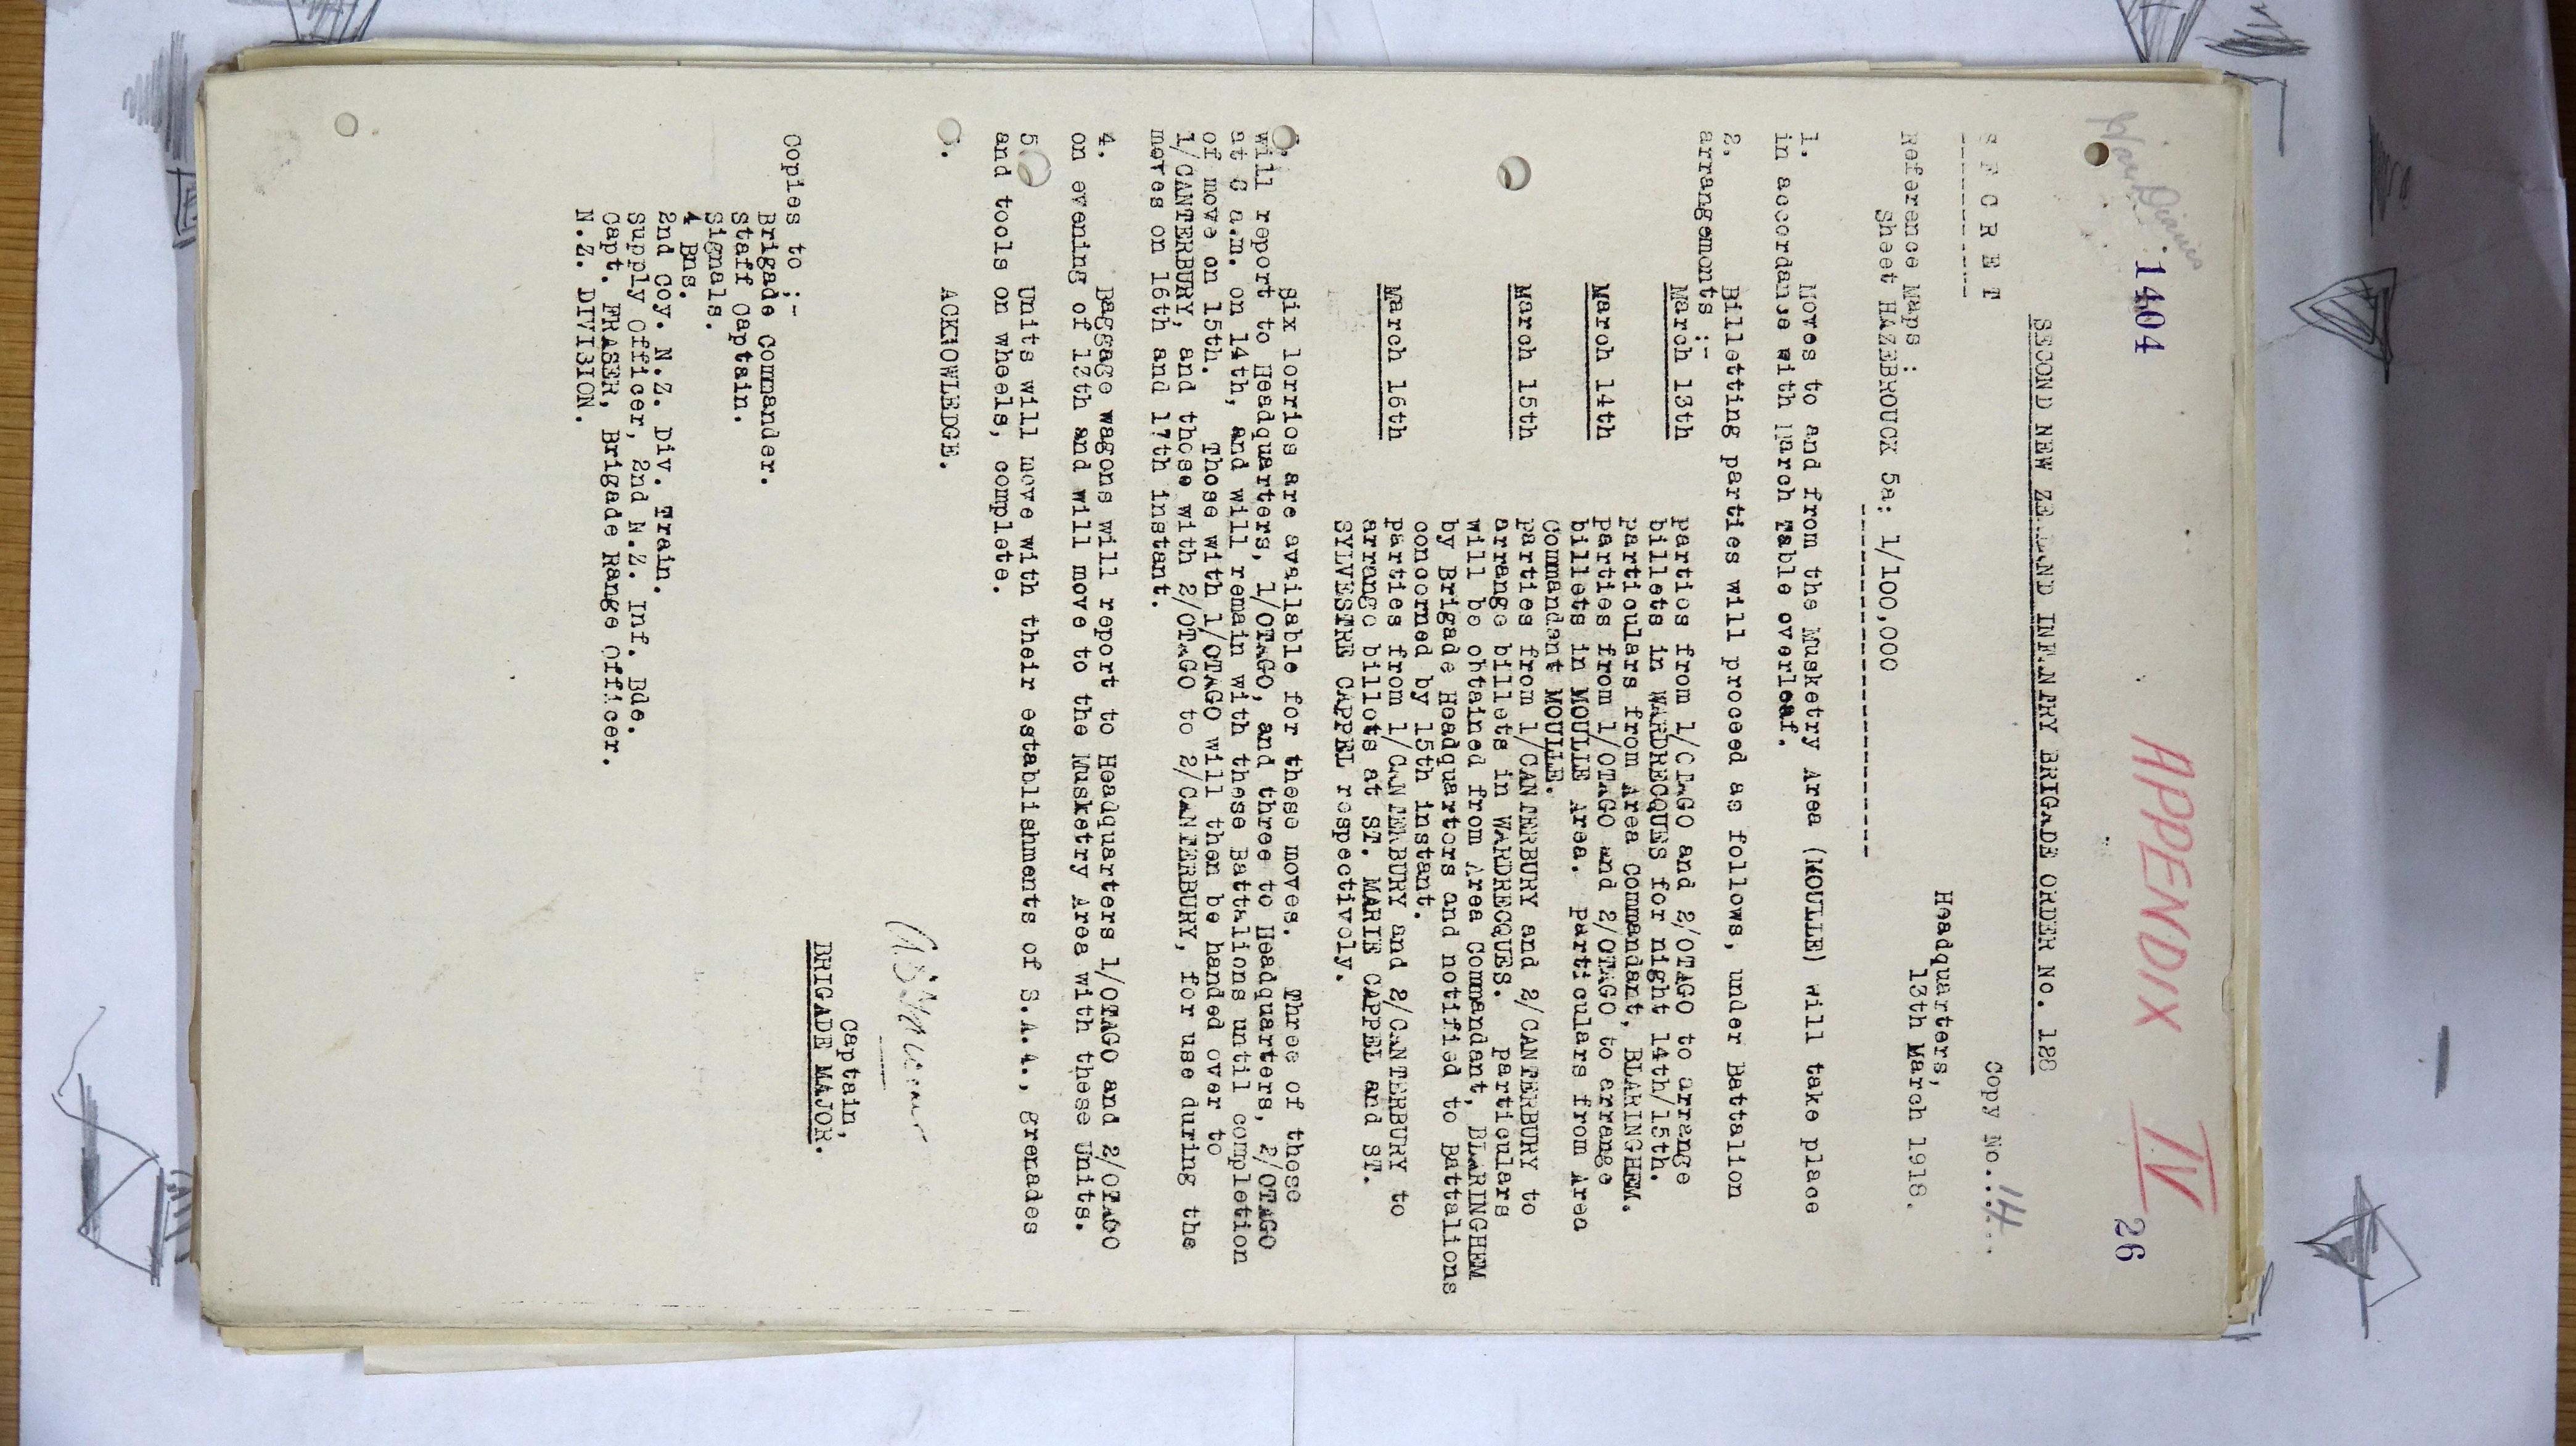 War Diaries
1404
APPENDIX IV
26
SECOND NEW ZEALAND INFANTRY BRIGADE ORDER NO. 188
S E C R E T
Copy No...14...
Headquarters,
13th March 1918.
Reference Maps :
Sheet HAZEBROUCK 5a: 1/100,000
1. Moves to and from the Musketry Area (MOULLE) will take place
in accordance with March Table overleaf.
2. Billetting parties will proceed as follows, under Battalion
arrangements :-
March 13th parties from 1/OTAGO and 2/OTAGO to arrange
billets in WARDRECQUES for night 14th/15th.
particulars from Area Commandant, BLARINGHEM.
March 14th parties from 1/OTAGO and 2/OTAGO to arrange
billets in MOULLE Area. Particulars from Area
Commandant MOULLE.
March 15th parties from 1/CANTERBURY and 2/CANTERBURY to
arrange billets in WARDRECQUES. Particulars
will be obtained from Area Commandant, BLARINGHEM
by Brigade Headquarters and notified to Battalions
concerned by 15th instant.
March 16th parties from 1/CANTERBURY and 2/CANTERBURY to
arrange billets at ST. MARIE CAPPEL and ST.
SYLVESTRE CAPPEL respectively.
Six lorries are available for these moves. Three of these
will report to Headquarters, 1/OTAGO, and three to Headquarters, 2/OTAGO
at 8 a.m. on 14th, and will remain with these Battalions until completion
of move on 15th. Those with 1/OTAGO will then be handed over to
1/CANTERBURY, and those with 2/OTAGO to 2/CANTERBURY, for use during the
moves on 16th and 17th instant.
4. Baggage wagons will report to Headquarters 1/OTAGO and 2/OTAGO
on evening of 13th and will move to the Musketry Area with these Units.
5 Units will move with their establishments of S.A.A., grenades
and tools on wheels, complete.
. ACKNOWLEDGE.
Captain,
BRIGADE MAJOR.
Copies to :-
Brigade Commander.
Staff Captain.
Signals.
4 Bns.
2nd Coy. N.Z. Div. Train.
Supply Officer, 2nd N.Z. Inf. Bde.
Capt. FRASER, Brigade Range Officer.
N.Z. DIVISION.